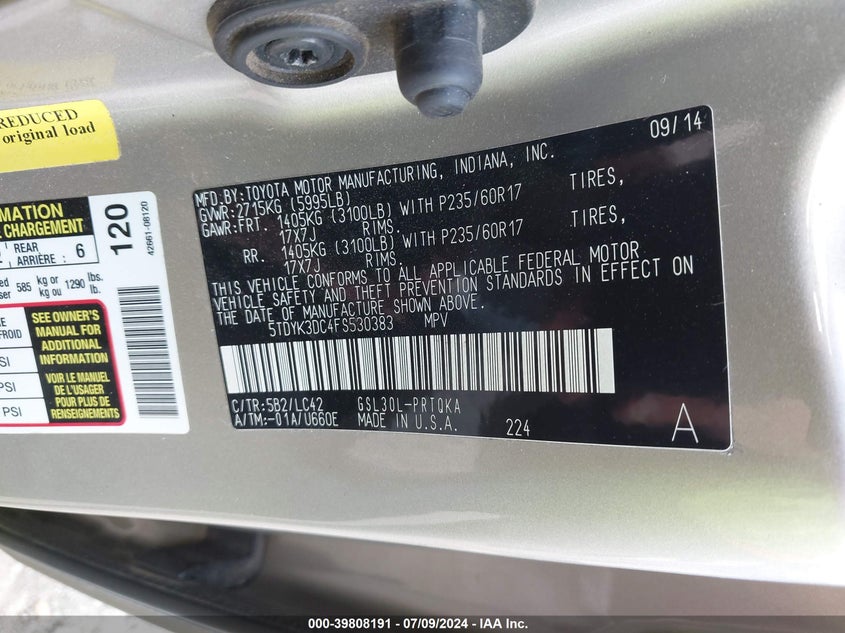 REDUCED
original load
MATION
CHARGEMENT
REAR
ARRIÈRE : 6
585 kg or 1290 lbs.
kg ou lb.
SEE OWNER'S
MANUAL FOR
ADDITIONAL
INFORMATION
VOIR LE MANUEL
DE L'USAGER
POUR PLUS DE
RENSEIGNEMENTS
FROID
PSI
120
42661-08120
09/14
MFD.BY:TOYOTA MOTOR MANUFACTURING, INDIANA, INC.
GVWR:2715KG (5995LB)
GAWR:FRT. 1405KG (3100LB) WITH P235/60R17 TIRES,
17X7J RIMS.
RR. 1405KG (3100LB) WITH P235/60R17 TIRES,
17X7J RIMS.
THIS VEHICLE CONFORMS TO ALL APPLICABLE FEDERAL MOTOR
VEHICLE SAFETY AND THEFT PREVENTION STANDARDS IN EFFECT ON
THE DATE OF MANUFACTURE SHOWN ABOVE.
5TDYK3DC4FS530383 MPV
C/TR:5B2/LC42 GSL30L-PRTQKA
A/TM:-01A/U660E MADE IN U.S.A. 224 A
000-39808191 - 07/09/2024 - IAA Inc.